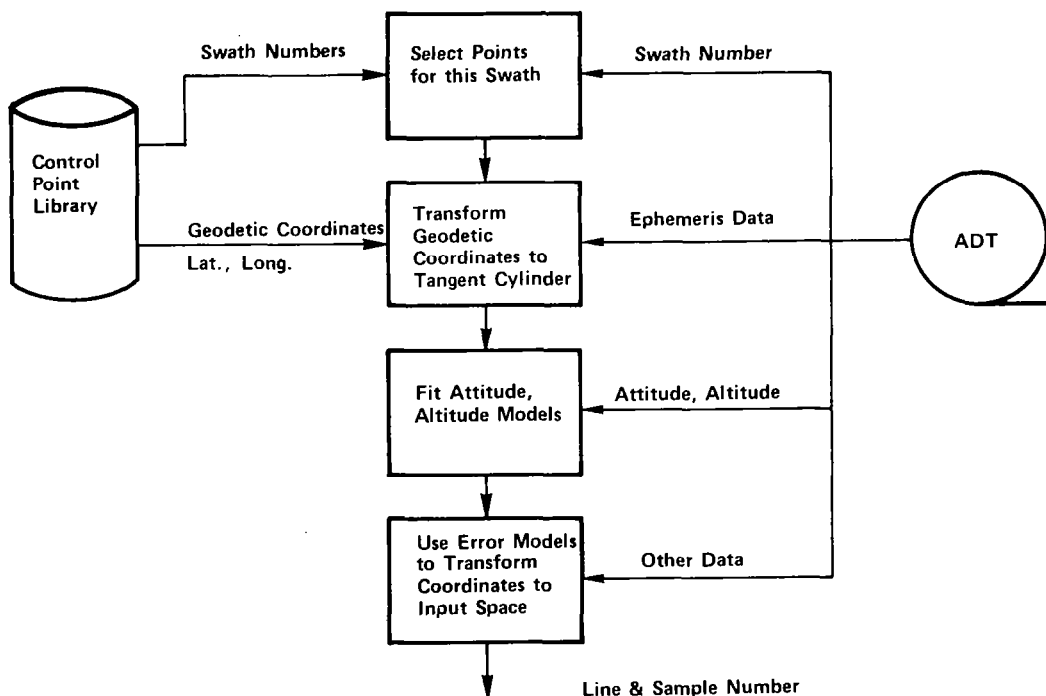 Swath Numbers
Select Points
for this Swath
Swath Number
Control
Point
Library
Geodetic Coordinates
Lat., Long.
Transform
Geodetic
Coordinates to
Tangent Cylinder
Ephemeris Data
ADT
Fit Attitude,
Altitude Models
Attitude, Altitude
Use Error Models
to Transform
Coordinates to
Input Space
Other Data
Line & Sample Number